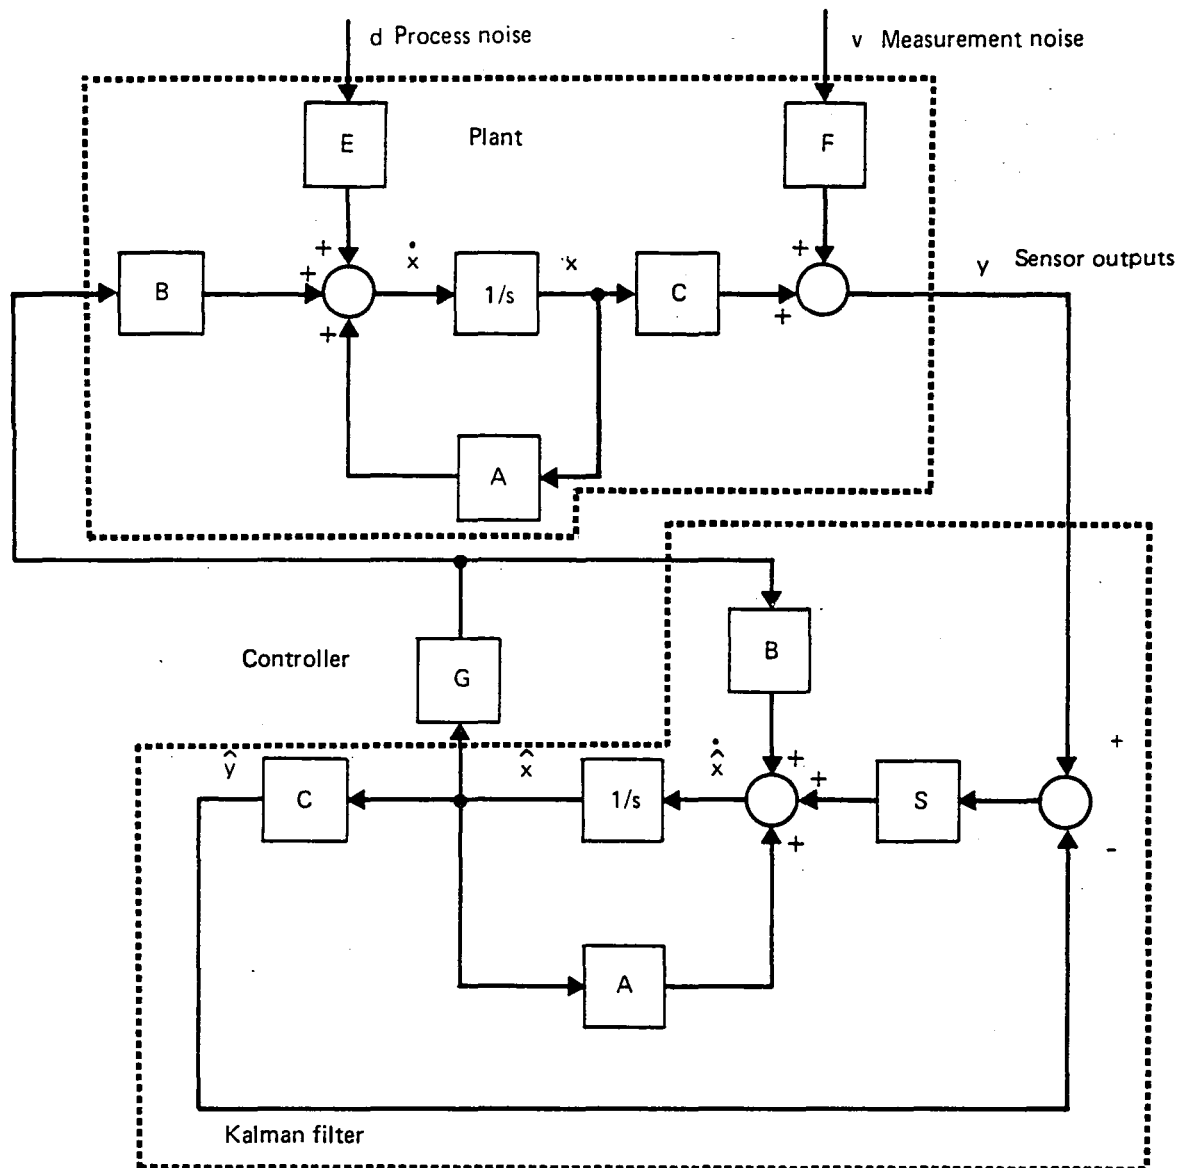 d Process noise
v Measurement noise
E
Plant
F
+
+
ẋ
x
+
y Sensor outputs
B
+
1/s
C
+
+
A
B
Controller
G
+
ŷ
x̂
x̂̇
+
+
C
1/s
S
+
-
A
Kalman filter